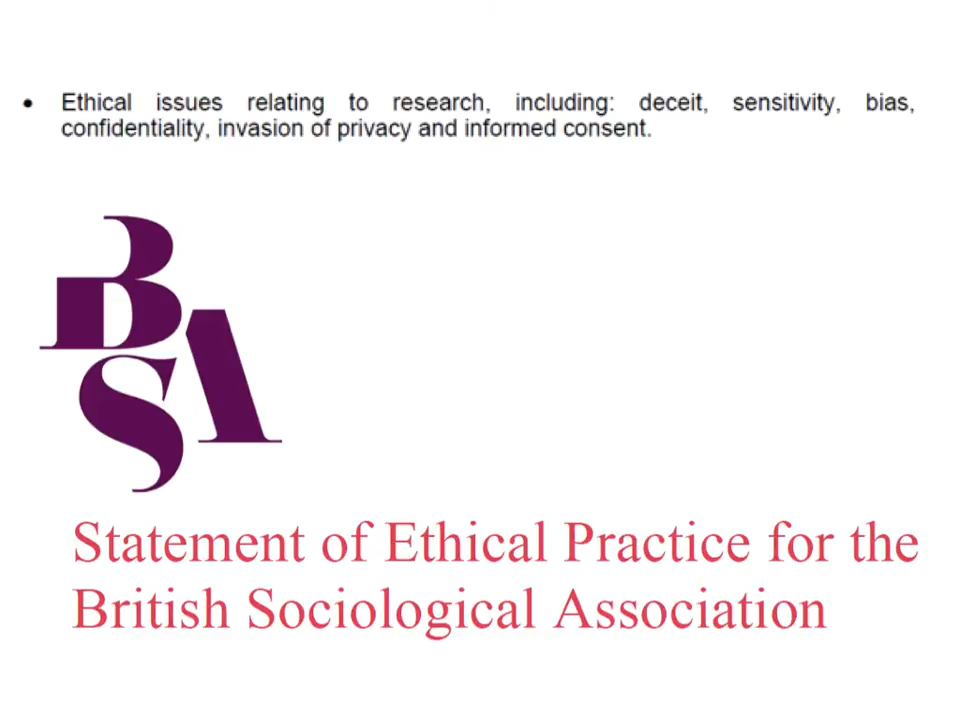 • Ethical issues relating to research, including: deceit, sensitivity, bias,
confidentiality, invasion of privacy and informed consent.
BSA
Statement of Ethical Practice for the
British Sociological Association